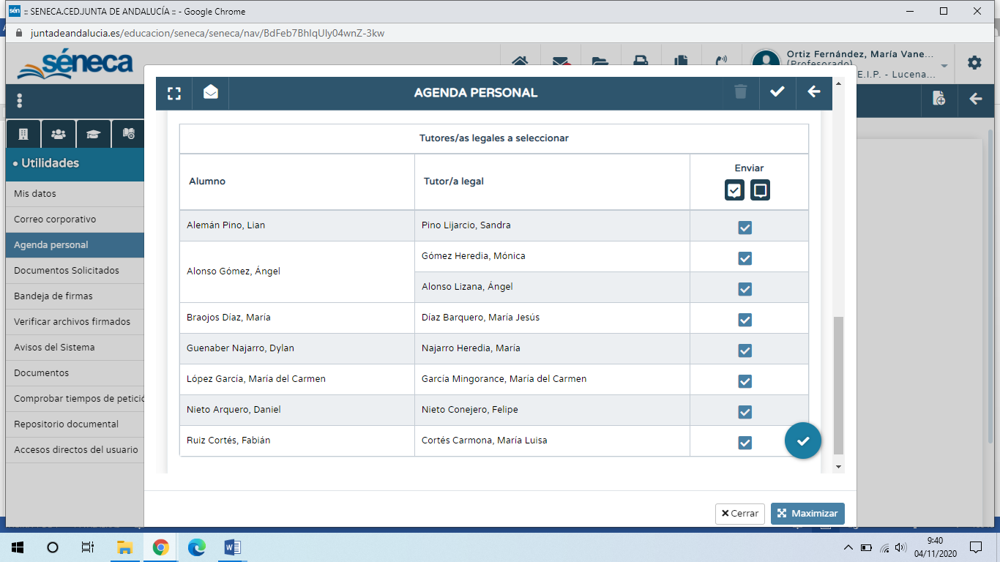 sén :: SENECA.CEDJUNTA DE ANDALUCÍA :: - Google Chrome
juntadeandalucia.es/educacion/seneca/seneca/nav/BdFeb7BhIqUly04wnZ-3kw
séneca
Ortiz Fernández, María Vane...
(Profesorado)
E.I.P. - Lucena...
AGENDA PERSONAL
• Utilidades
Mis datos
Correo corporativo
Agenda personal
Documentos Solicitados
Bandeja de firmas
Verificar archivos firmados
Avisos del Sistema
Documentos
Comprobar tiempos de petició
Repositorio documental
Accesos directos del usuario
Tutores/as legales a seleccionar
Alumno Tutor/a legal Enviar
Alemán Pino, Lian Pino Lijarcio, Sandra
Alonso Gómez, Ángel Gómez Heredia, Mónica
Alonso Lizana, Ángel
Braojos Díaz, María Díaz Barquero, María Jesús
Guenaber Najarro, Dylan Najarro Heredia, María
López García, María del Carmen García Mingorance, María del Carmen
Nieto Arquero, Daniel Nieto Conejero, Felipe
Ruiz Cortés, Fabián Cortés Carmona, María Luisa
Cerrar Maximizar
9:40
04/11/2020